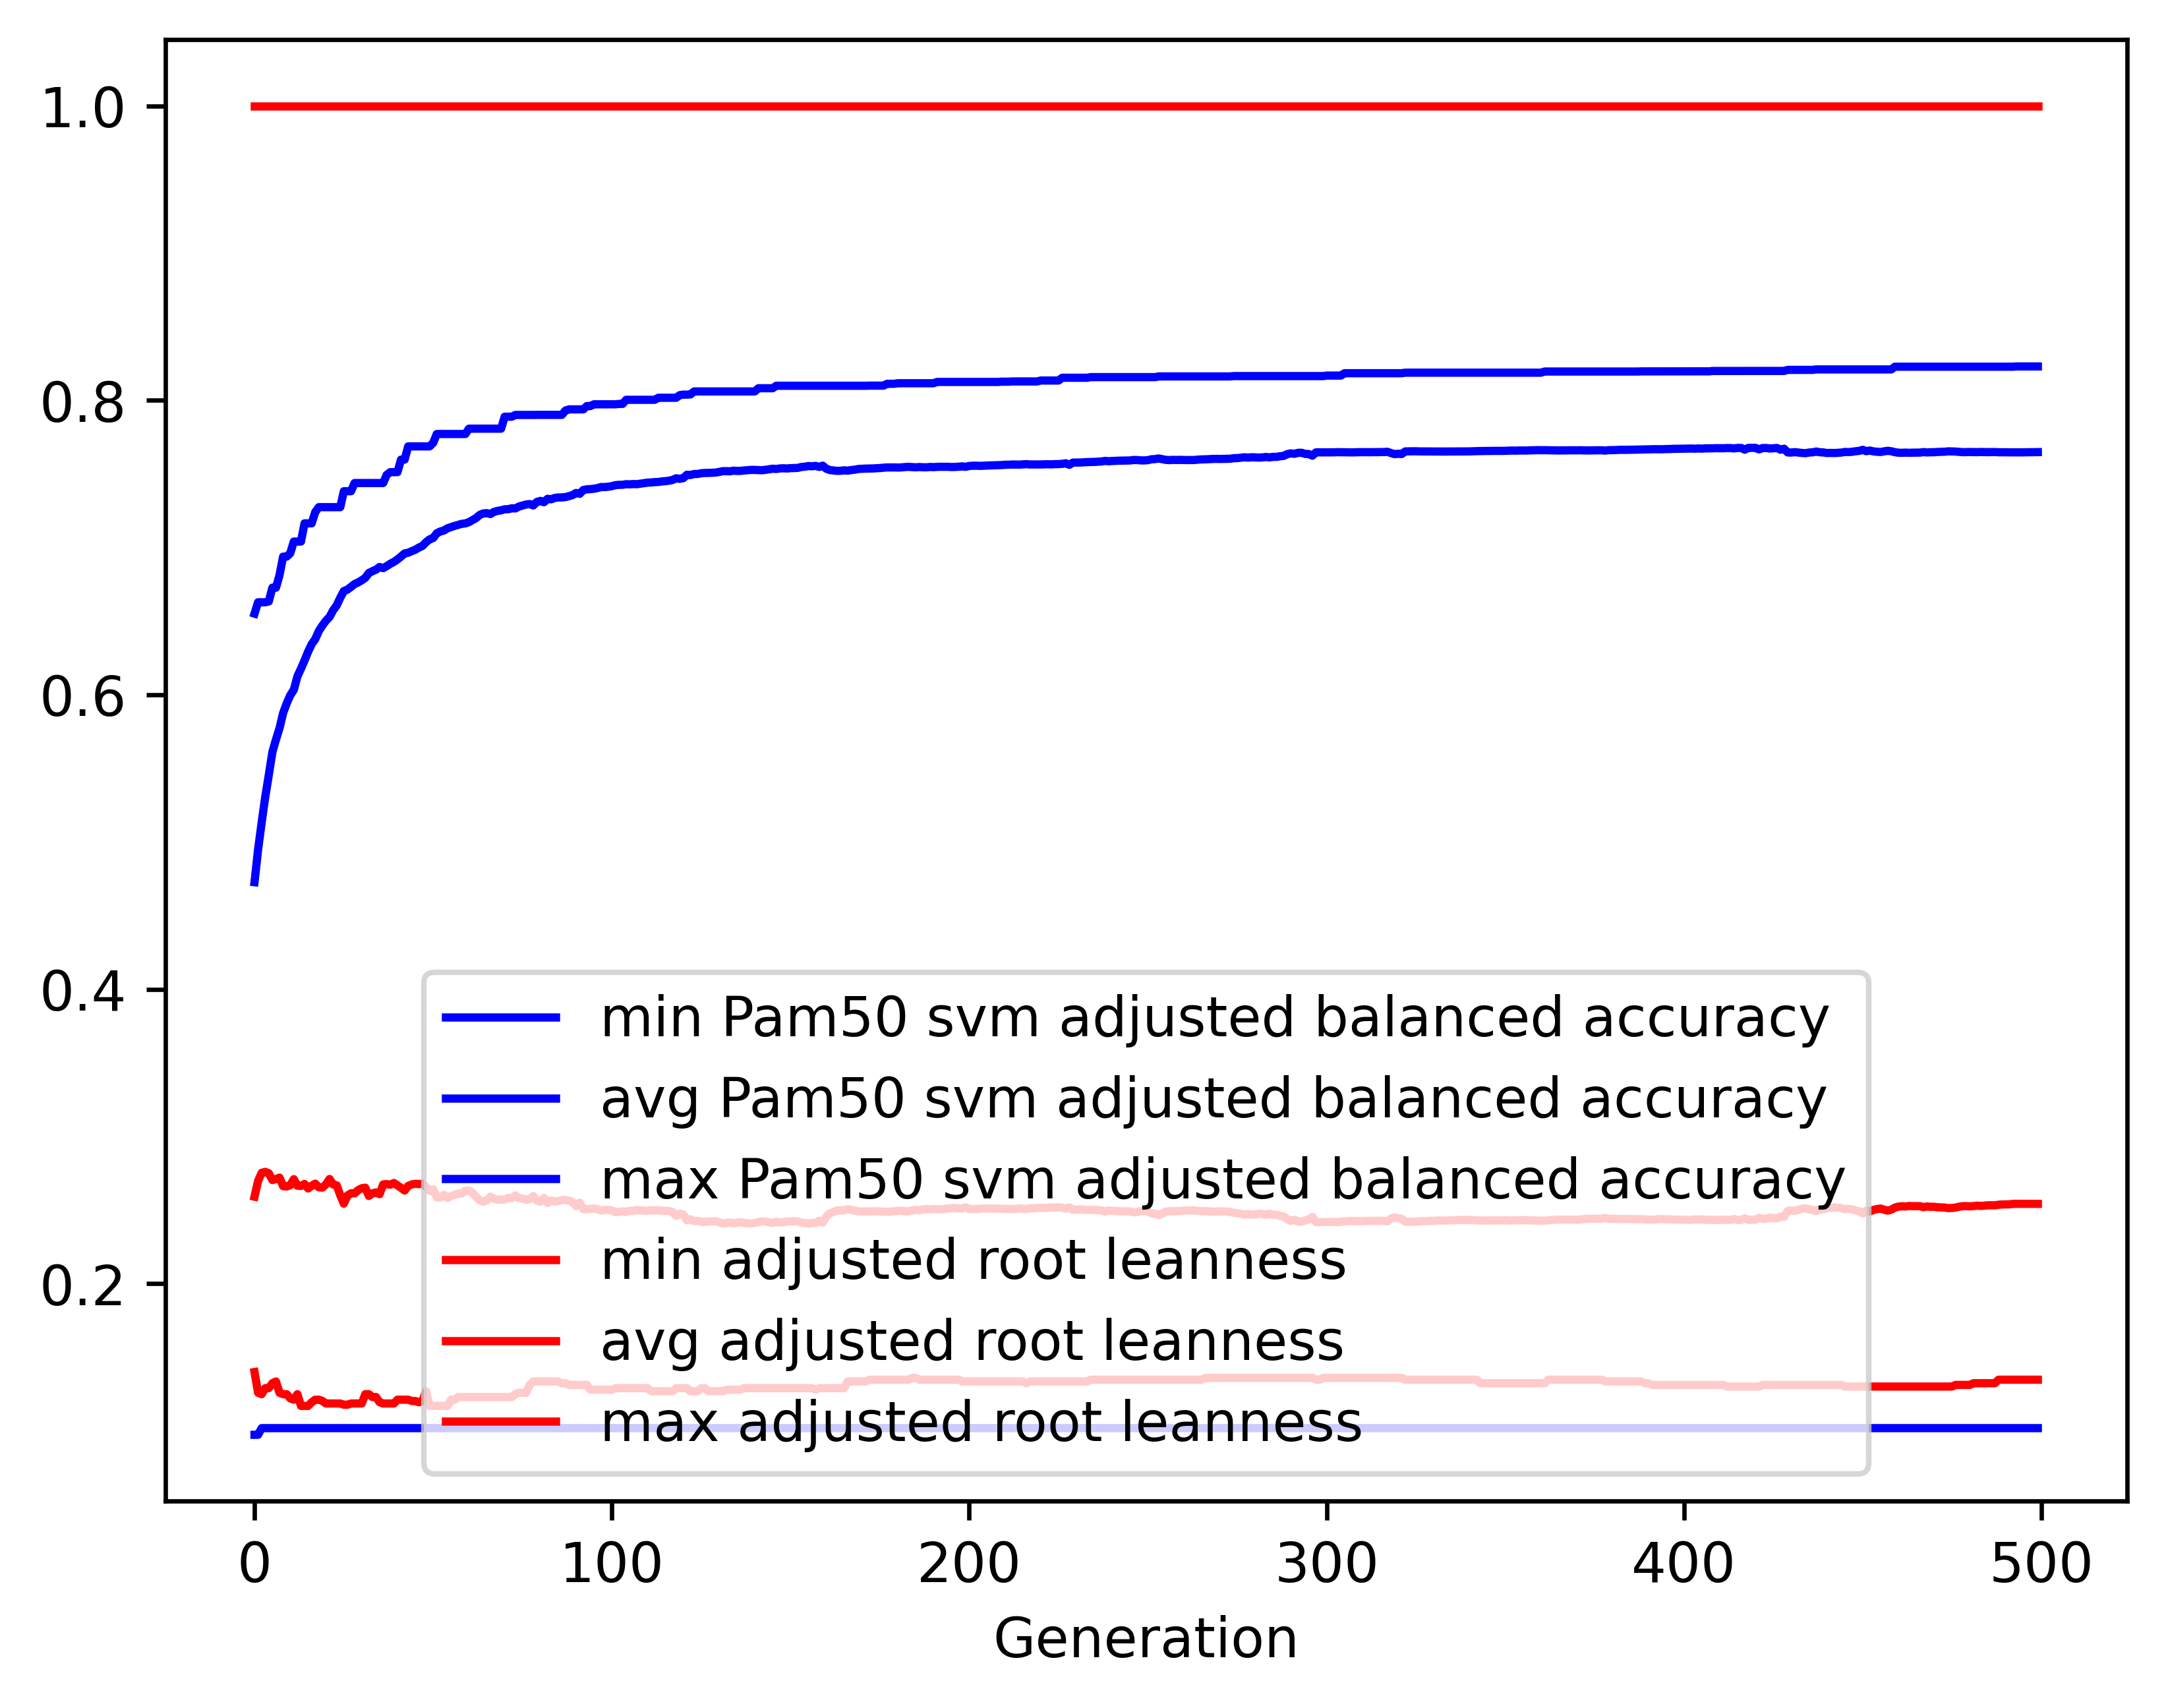 1.0
0.8
0.6
0.4
0.2
min Pam50 svm adjusted balanced accuracy
avg Pam50 svm adjusted balanced accuracy
max Pam50 svm adjusted balanced accuracy
min adjusted root leanness
avg adjusted root leanness
max adjusted root leanness
0 100 200 300 400 500
Generation